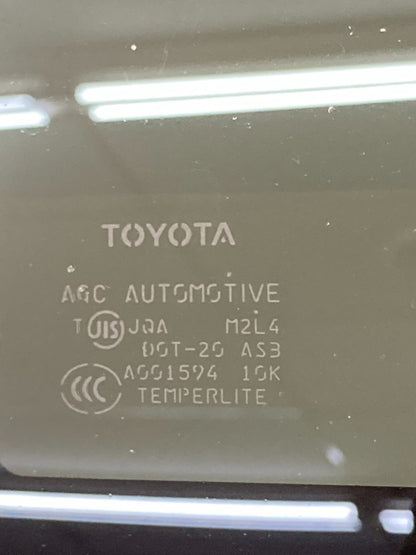 TOYOTA
AGC AUTOMOTIVE
T JIS JQA M2L4
DOT-20 AS3
CCC A001594 10K
TEMPERLITE